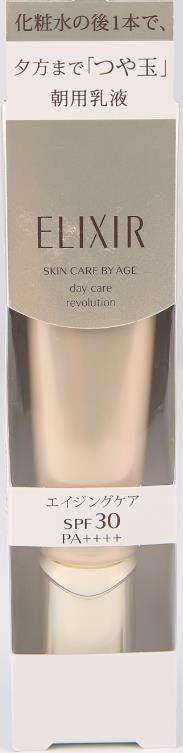 化粧水の後1本で、
夕方まで「つや玉」
朝用乳液
ELIXIR
SKIN CARE BY AGE
day care
revolution
エイジングケア
SPF30
PA++++